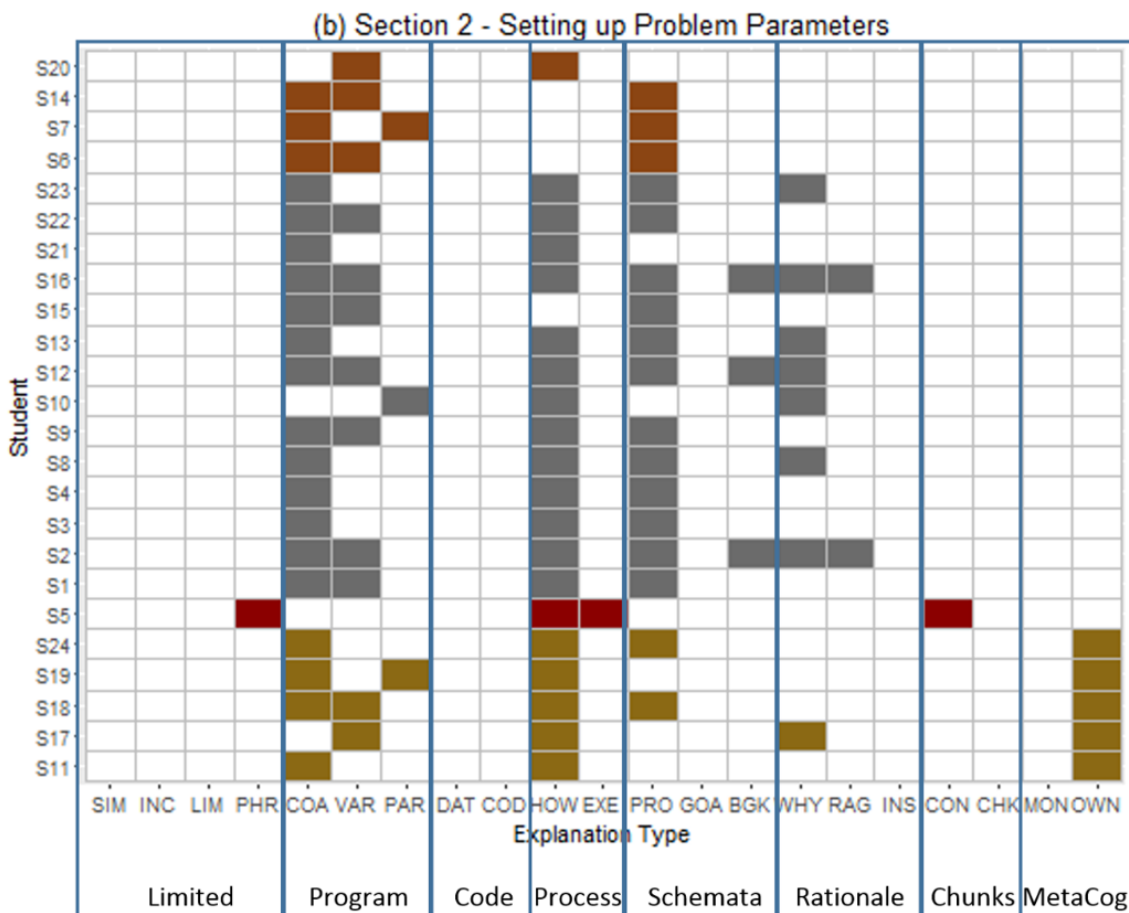 (b) Section 2 - Setting up Problem Parameters
Student
S20
S14
S7
S6
S23
S22
S21
S16
S15
S13
S12
S10
S9
S8
S4
S3
S2
S1
S5
S24
S19
S18
S17
S11
SIM INC LIM PHR COA VAR PAR DAT COD HOW EXE PRO GOA BGK WHY RAG INS CON CHK MON OWN
Explanation Type
Limited Program Code Process Schemata Rationale Chunks MetaCog